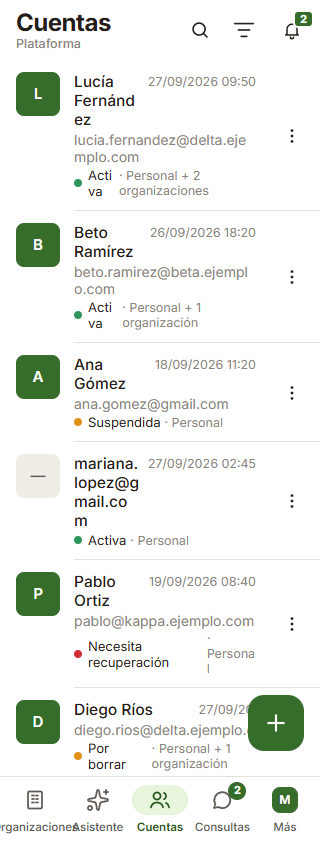 Cuentas
Plataforma
2
L
Lucía
Fernánd
ez
27/09/2026 09:50
lucia.fernandez@delta.eje
mplo.com
Acti
va
· Personal + 2
organizaciones
B
Beto
Ramírez
26/09/2026 18:20
beto.ramirez@beta.ejempl
o.com
Acti
va
· Personal + 1
organización
A
Ana
Gómez
18/09/2026 11:20
ana.gomez@gmail.com
Suspendida · Personal
—
mariana.
lopez@g
mail.co
m
27/09/2026 02:45
Activa · Personal
P
Pablo
Ortiz
19/09/2026 08:40
pablo@kappa.ejemplo.com
Necesita
recuperación
·
Persona
l
D
Diego Ríos
27/09/2
diego.rios@delta.ejemplo.
Por
borrar
· Personal + 1
organización
rganizaciones
Asistente
Cuentas
2
Consultas
M
Más